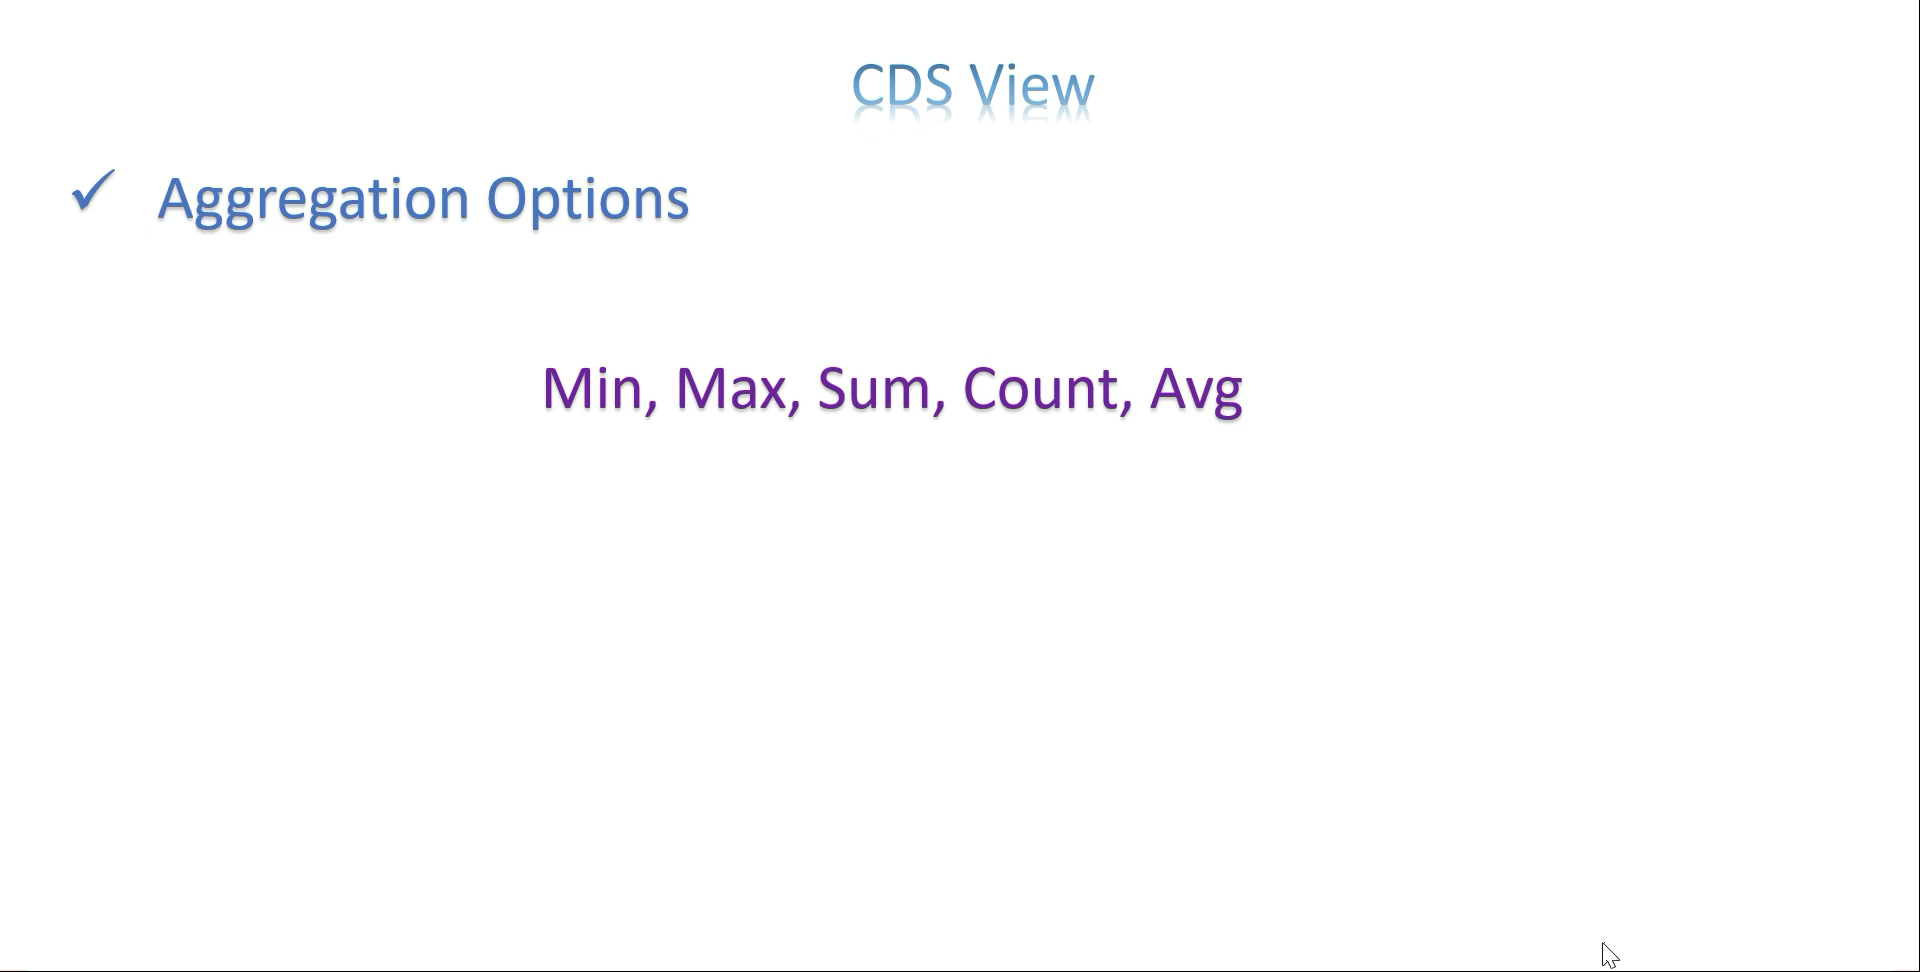 CDS View
Aggregation Options
Min, Max, Sum, Count, Avg